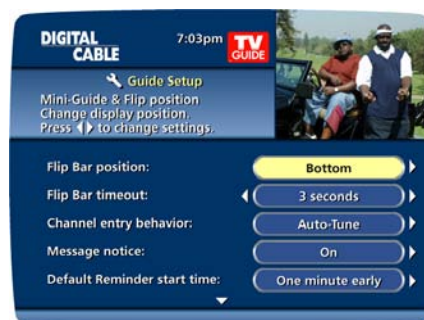 DIGITAL
CABLE
7:03pm
TV
GUIDE
Guide Setup
Mini-Guide & Flip position
Change display position.
Press ◀▶ to change settings.
Flip Bar position: Bottom
Flip Bar timeout: 3 seconds
Channel entry behavior: Auto-Tune
Message notice: On
Default Reminder start time: One minute early